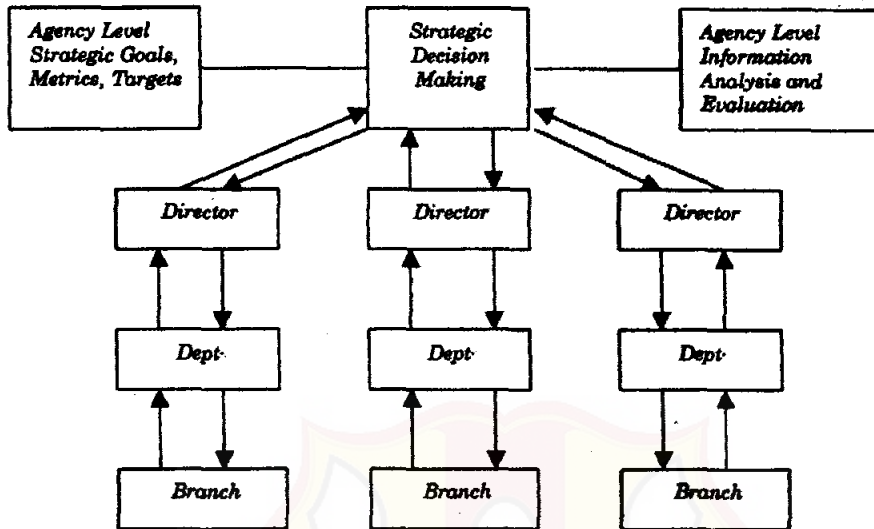 Agency Level
Strategic Goals,
Metrics, Targets
Strategic
Decision
Making
Agency Level
Information
Analysis and
Evaluation
Director
Director
Director
Dept.
Dept.
Dept.
Branch
Branch
Branch